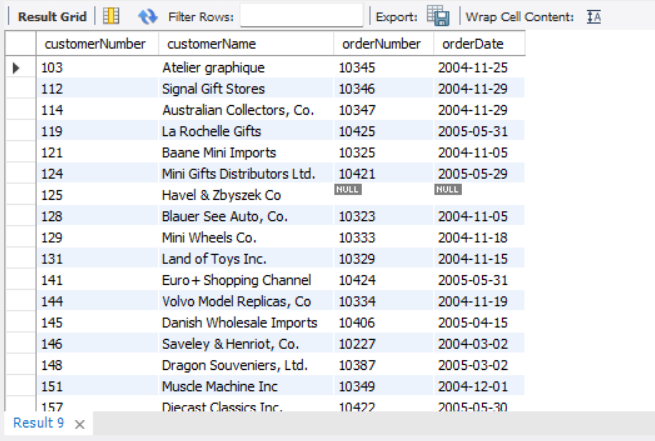 Result Grid Filter Rows: Export: Wrap Cell Content: IA
customerNumber customerName orderNumber orderDate
103 Atelier graphique 10345 2004-11-25
112 Signal Gift Stores 10346 2004-11-29
114 Australian Collectors, Co. 10347 2004-11-29
119 La Rochelle Gifts 10425 2005-05-31
121 Baane Mini Imports 10325 2004-11-05
124 Mini Gifts Distributors Ltd. 10421 2005-05-29
125 Havel & Zbyszek Co NULL NULL
128 Blauer See Auto, Co. 10323 2004-11-05
129 Mini Wheels Co. 10333 2004-11-18
131 Land of Toys Inc. 10329 2004-11-15
141 Euro+ Shopping Channel 10424 2005-05-31
144 Volvo Model Replicas, Co 10334 2004-11-19
145 Danish Wholesale Imports 10406 2005-04-15
146 Saveley & Henriot, Co. 10227 2004-03-02
148 Dragon Souveniers, Ltd. 10387 2005-03-02
151 Muscle Machine Inc 10349 2004-12-01
157 Diecast Classics Inc. 10422 2005-05-30
Result 9